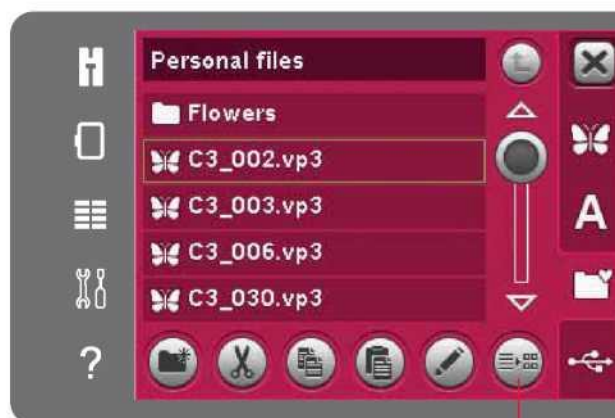 Personal files
Flowers
C3_002.vp3
C3_003.vp3
C3_006.vp3
C3_030.vp3
A
?